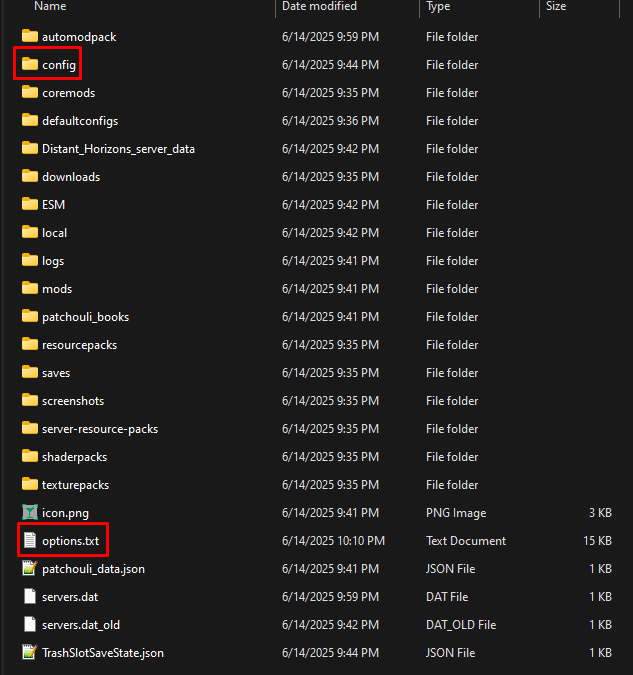 Name Date modified Type Size
automodpack 6/14/2025 9:59 PM File folder
config 6/14/2025 9:44 PM File folder
coremods 6/14/2025 9:35 PM File folder
defaultconfigs 6/14/2025 9:36 PM File folder
Distant_Horizons_server_data 6/14/2025 9:42 PM File folder
downloads 6/14/2025 9:35 PM File folder
ESM 6/14/2025 9:42 PM File folder
local 6/14/2025 9:42 PM File folder
logs 6/14/2025 9:41 PM File folder
mods 6/14/2025 9:41 PM File folder
patchouli_books 6/14/2025 9:41 PM File folder
resourcepacks 6/14/2025 9:35 PM File folder
saves 6/14/2025 9:35 PM File folder
screenshots 6/14/2025 9:35 PM File folder
server-resource-packs 6/14/2025 9:35 PM File folder
shaderpacks 6/14/2025 9:35 PM File folder
texturepacks 6/14/2025 9:35 PM File folder
icon.png 6/14/2025 9:41 PM PNG Image 3 KB
options.txt 6/14/2025 10:10 PM Text Document 15 KB
patchouli_data.json 6/14/2025 9:41 PM JSON File 1 KB
servers.dat 6/14/2025 9:59 PM DAT File 1 KB
servers.dat_old 6/14/2025 9:42 PM DAT_OLD File 1 KB
TrashSlotSaveState.json 6/14/2025 9:44 PM JSON File 1 KB